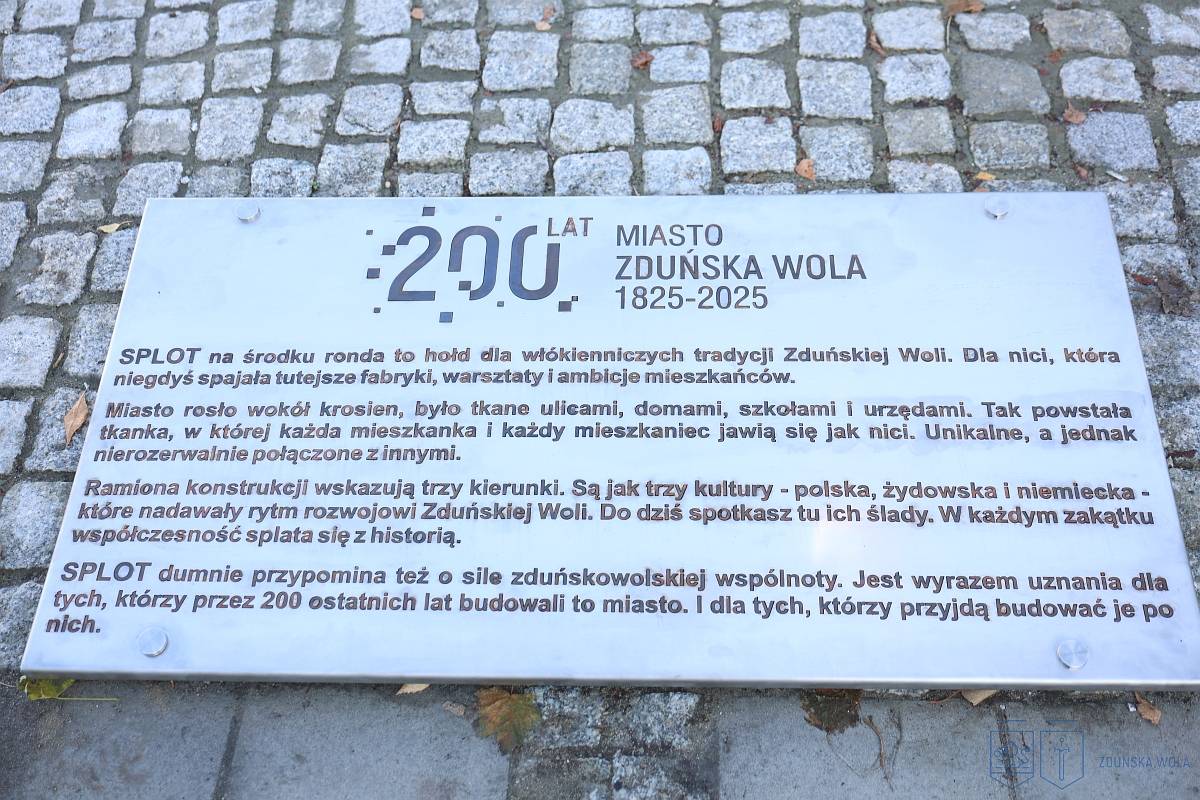 200 LAT
MIASTO
ZDUŃSKA WOLA
1825-2025
SPLOT na środku ronda to hołd dla włókienniczych tradycji Zduńskiej Woli. Dla nici, która
niegdyś spajała tutejsze fabryki, warsztaty i ambicje mieszkańców.
Miasto rosło wokół krosien, było tkane ulicami, domami, szkołami i urzędami. Tak powstała
tkanka, w której każda mieszkanka i każdy mieszkaniec jawią się jak nici. Unikalne, a jednak
nierozerwalnie połączone z innymi.
Ramiona konstrukcji wskazują trzy kierunki. Są jak trzy kultury - polska, żydowska i niemiecka -
które nadawały rytm rozwojowi Zduńskiej Woli. Do dziś spotkasz tu ich ślady. W każdym zakątku
współczesność splata się z historią.
SPLOT dumnie przypomina też o sile zduńskowolskiej wspólnoty. Jest wyrazem uznania dla
tych, którzy przez 200 ostatnich lat budowali to miasto. I dla tych, którzy przyjdą budować je po
nich.
ZDUŃSKA WOLA